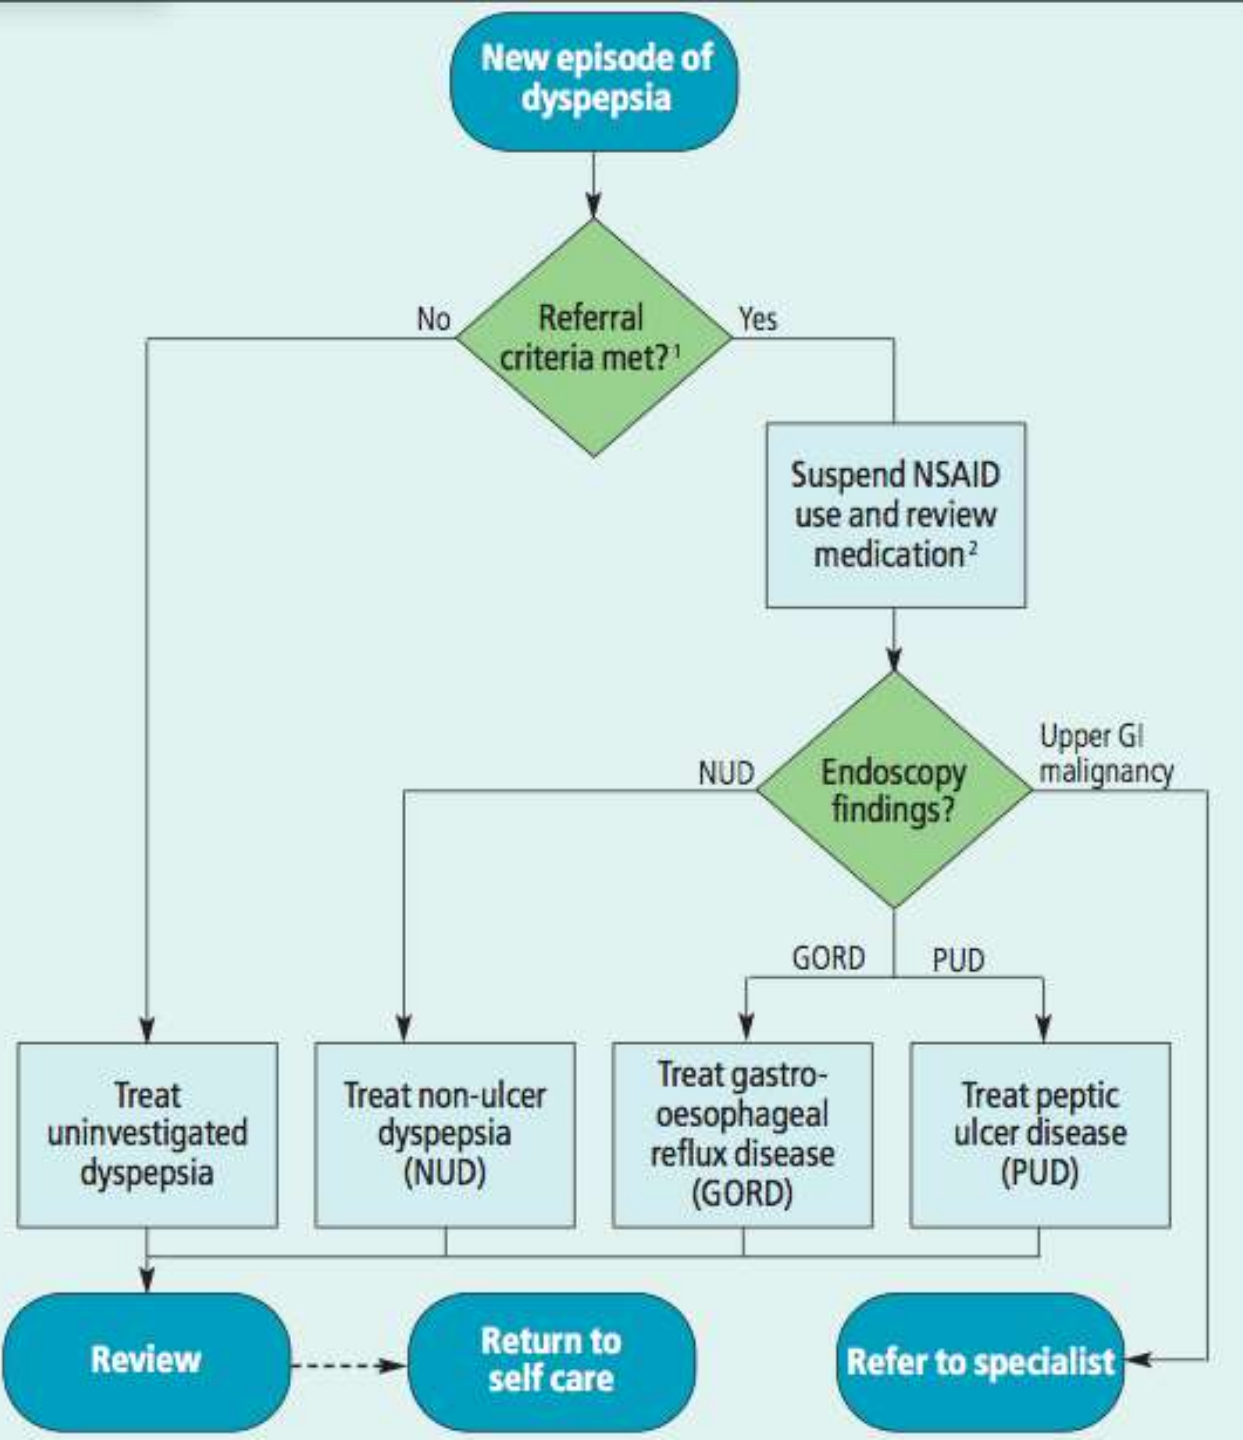 New episode of
dyspepsia
No
Referral
criteria met?¹
Yes
Suspend NSAID
use and review
medication²
NUD
Endoscopy
findings?
Upper GI
malignancy
GORD
PUD
Treat
uninvestigated
dyspepsia
Treat non-ulcer
dyspepsia
(NUD)
Treat gastro-
oesophageal
reflux disease
(GORD)
Treat peptic
ulcer disease
(PUD)
Review
Return to
self care
Refer to specialist